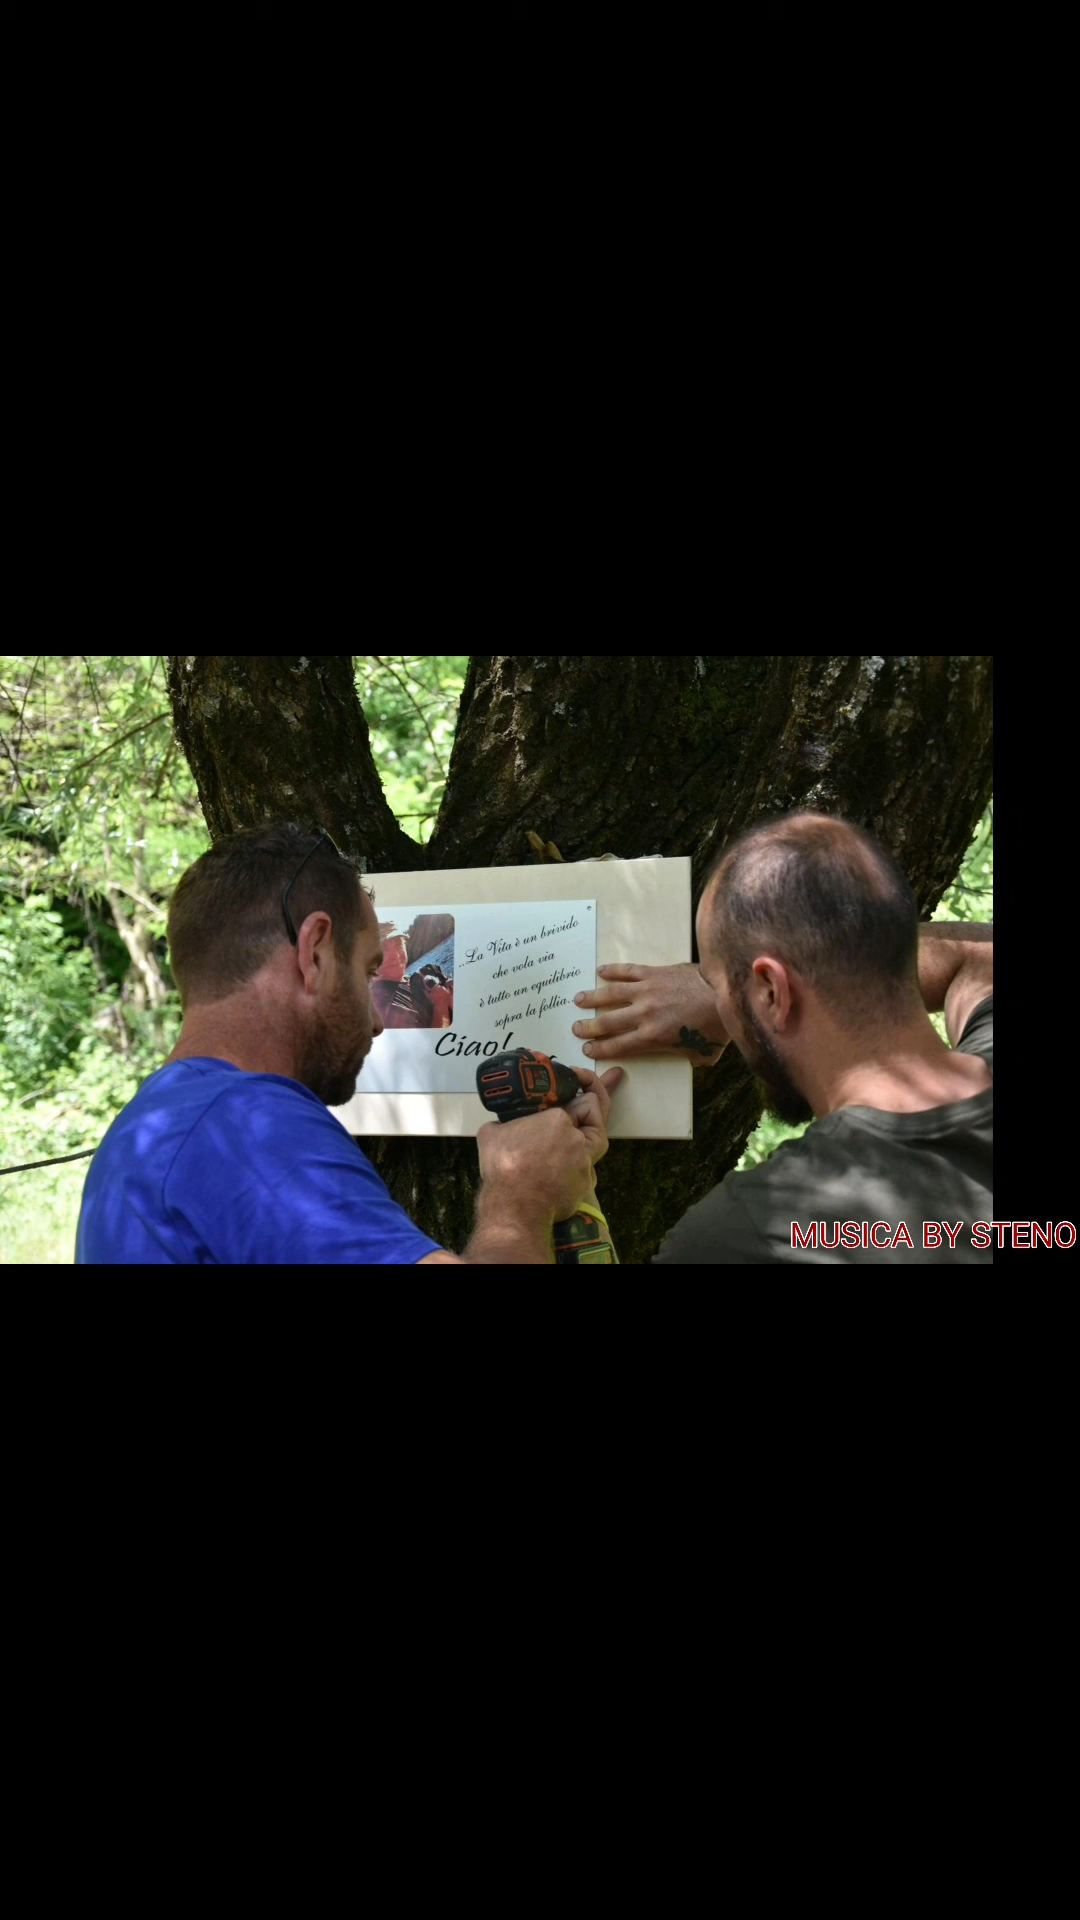 ..La Vita è un brivido
che vola via
è tutto un equilibrio
sopra la follia..
Ciao!
MUSICA BY STENO